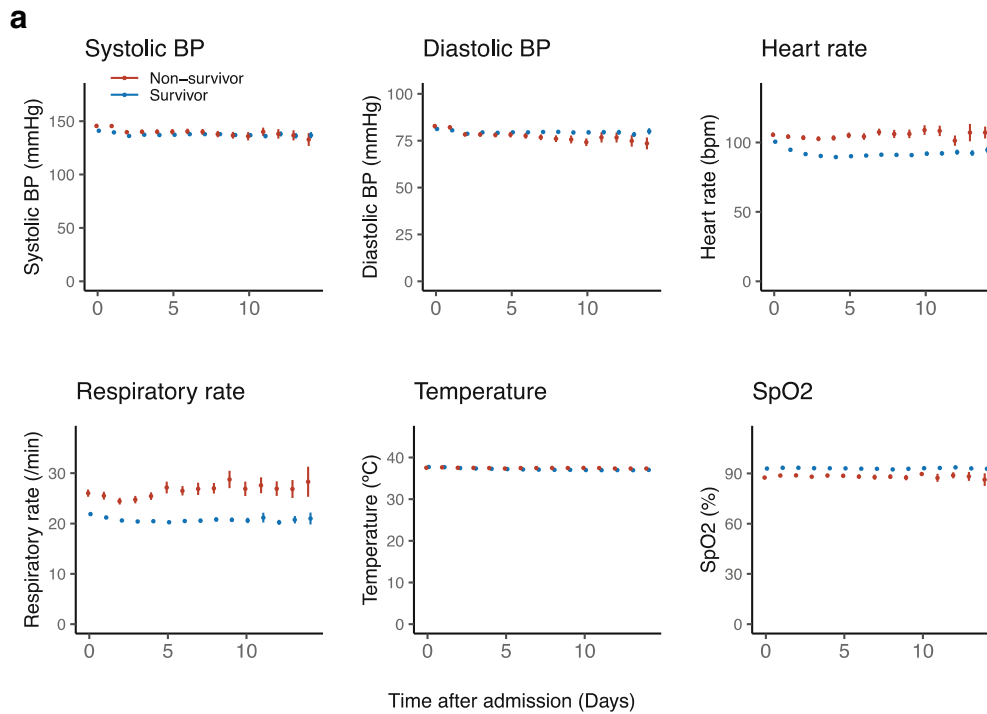 a
Systolic BP
Diastolic BP
Heart rate
Non−survivor
Survivor
Systolic BP (mmHg)
150
100
50
0
0 5 10
Diastolic BP (mmHg)
100
75
50
25
0
0 5 10
Heart rate (bpm)
100
50
0
0 5 10
Respiratory rate
Temperature
SpO2
Respiratory rate (/min)
30
20
10
0
0 5 10
Temperature (ºC)
40
30
20
10
0
0 5 10
SpO2 (%)
90
60
30
0
0 5 10
Time after admission (Days)